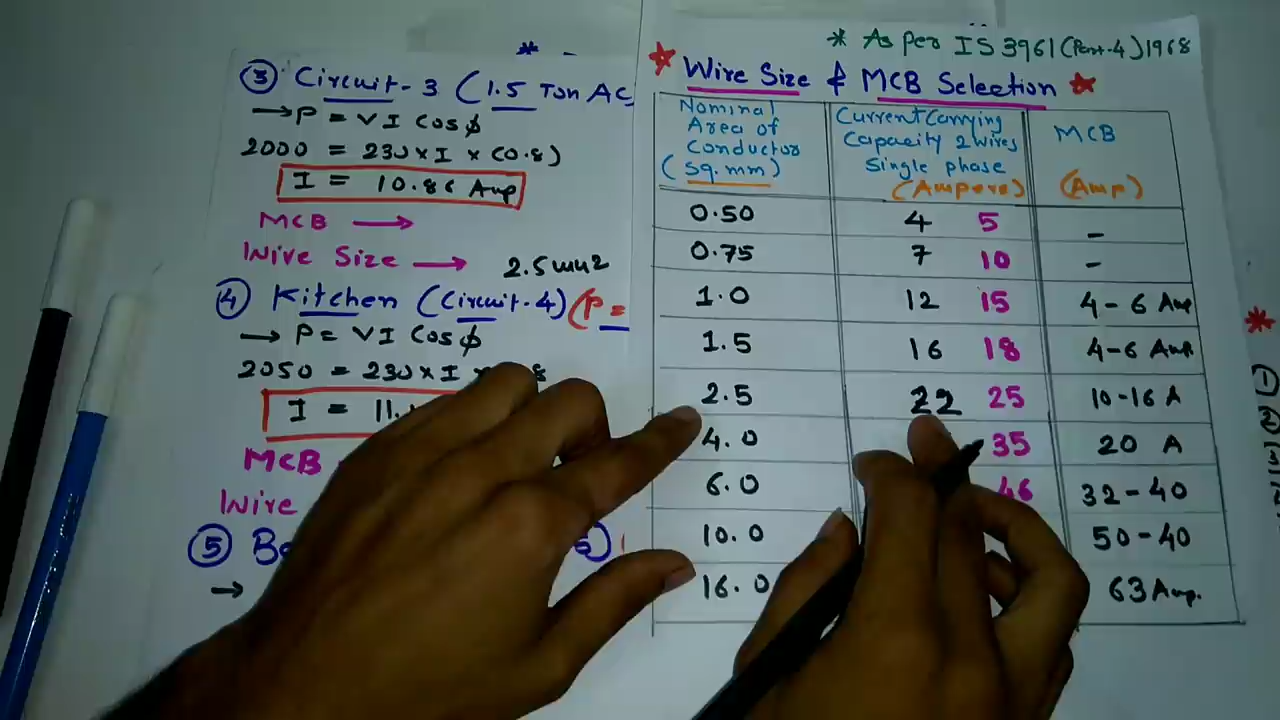 ③ Circuit-3 (1.5 Ton AC
→ P = VI Cosϕ
2000 = 230 x I x (0.8)
I = 10.86 Amp
MCB →
Wire Size → 2.5mm2
④ Kitchen (Circuit-4) (P =
→ P = VI Cosϕ
2050 = 230 x I x 0.8
I = 11.
MCB
Wire
⑤
→
* As Per IS 3961 (Part-4) 1968
Wire Size & MCB Selection
Nominal Area of Conductor (sq.mm) Current Carrying Capacity 2 Wires Single phase (Ampere) MCB (Amp)
0.50 4 5 -
0.75 7 10 -
1.0 12 15 4-6 Amp
1.5 16 18 4-6 Amp
2.5 22 25 10-16 A
4.0 35 20 A
6.0 46 32-40
10.0 50-40
16.0 63 Amp.